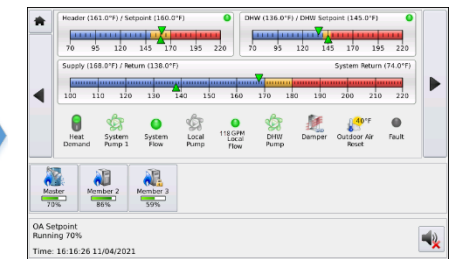 Header (161.0°F) / Setpoint (160.0°F)
70 95 120 145 170 195 220
DHW (136.0°F) / DHW Setpoint (145.0°F)
70 95 120 145 170 195 220
Supply (168.0°F) / Return (138.0°F)
System Return (74.0°F)
100 110 120 130 140 150 160 170 180 190 200 210 220
Heat Demand
System Pump 1
System Flow
Local Pump
118 GPM
Local Flow
DHW Pump
Damper
40°F
Outdoor Air Reset
Fault
Master
70%
Member 2
86%
Member 3
59%
OA Setpoint
Running 70%
Time: 16:16:26 11/04/2021